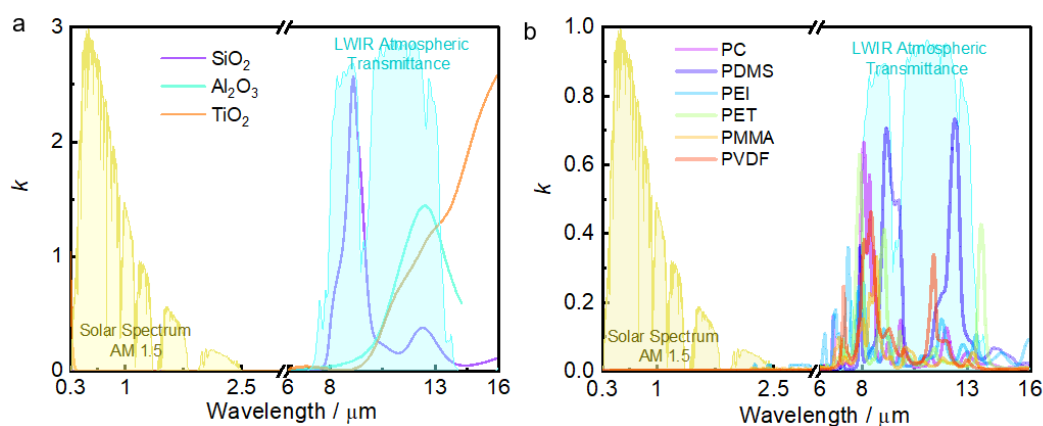 a
3
2
1
0
k
SiO₂
Al₂O₃
TiO₂
LWIR Atmospheric
Transmittance
Solar Spectrum
AM 1.5
0.3 1 2.5 6 8 13 16
Wavelength / μm
b
1.0
0.8
0.6
0.4
0.2
0.0
k
PC
PDMS
PEI
PET
PMMA
PVDF
LWIR Atmospheric
Transmittance
Solar Spectrum
AM 1.5
0.3 1 2.5 6 8 13 16
Wavelength / μm